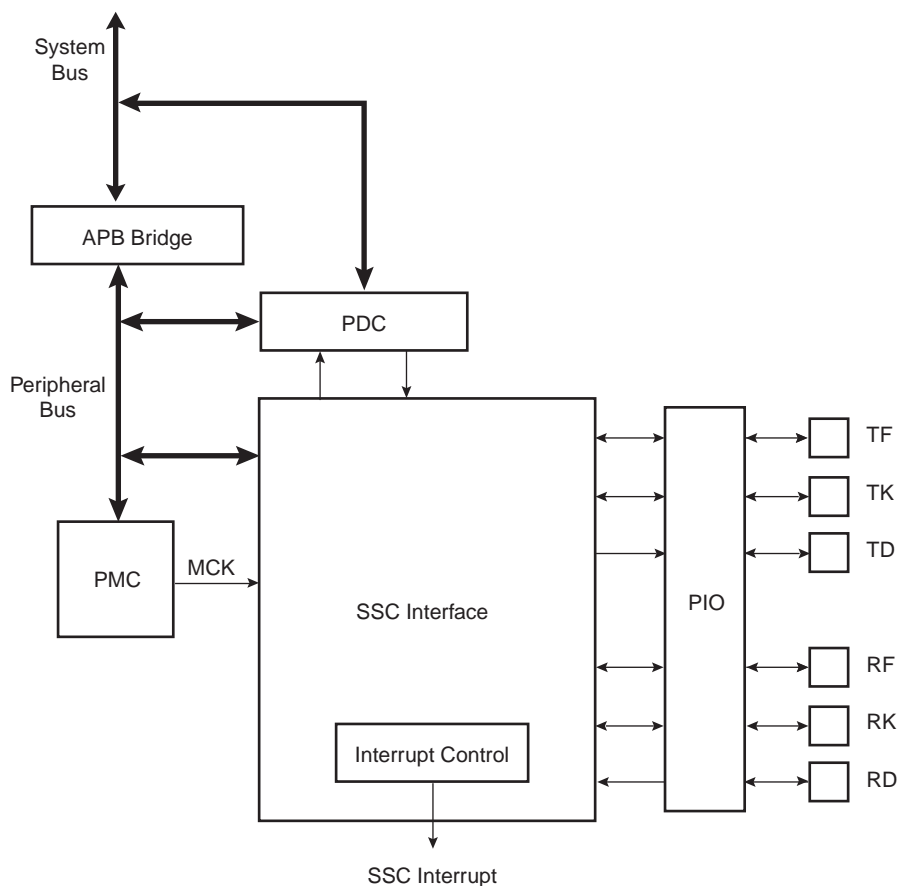 System
Bus
APB Bridge
PDC
Peripheral
Bus
PMC
MCK
SSC Interface
Interrupt Control
SSC Interrupt
PIO
TF
TK
TD
RF
RK
RD